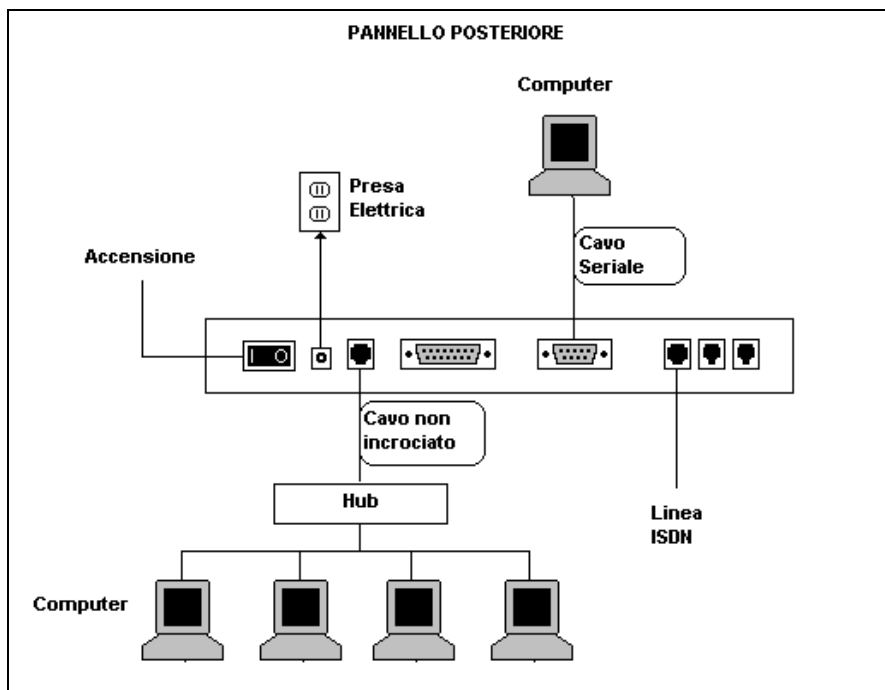 PANNELLO POSTERIORE
Computer
Presa
Elettrica
Cavo
Seriale
Accensione
Cavo non
incrociato
Hub
Linea
ISDN
Computer